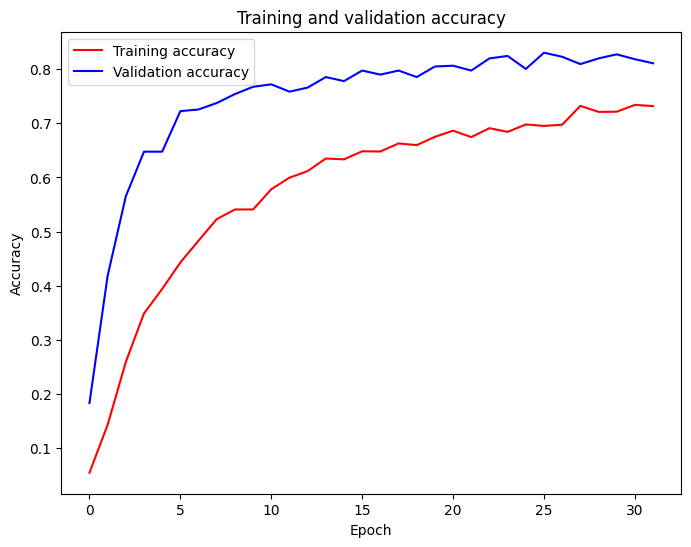 Training and validation accuracy
Training accuracy
Validation accuracy
Accuracy
0.8
0.7
0.6
0.5
0.4
0.3
0.2
0.1
0 5 10 15 20 25 30
Epoch